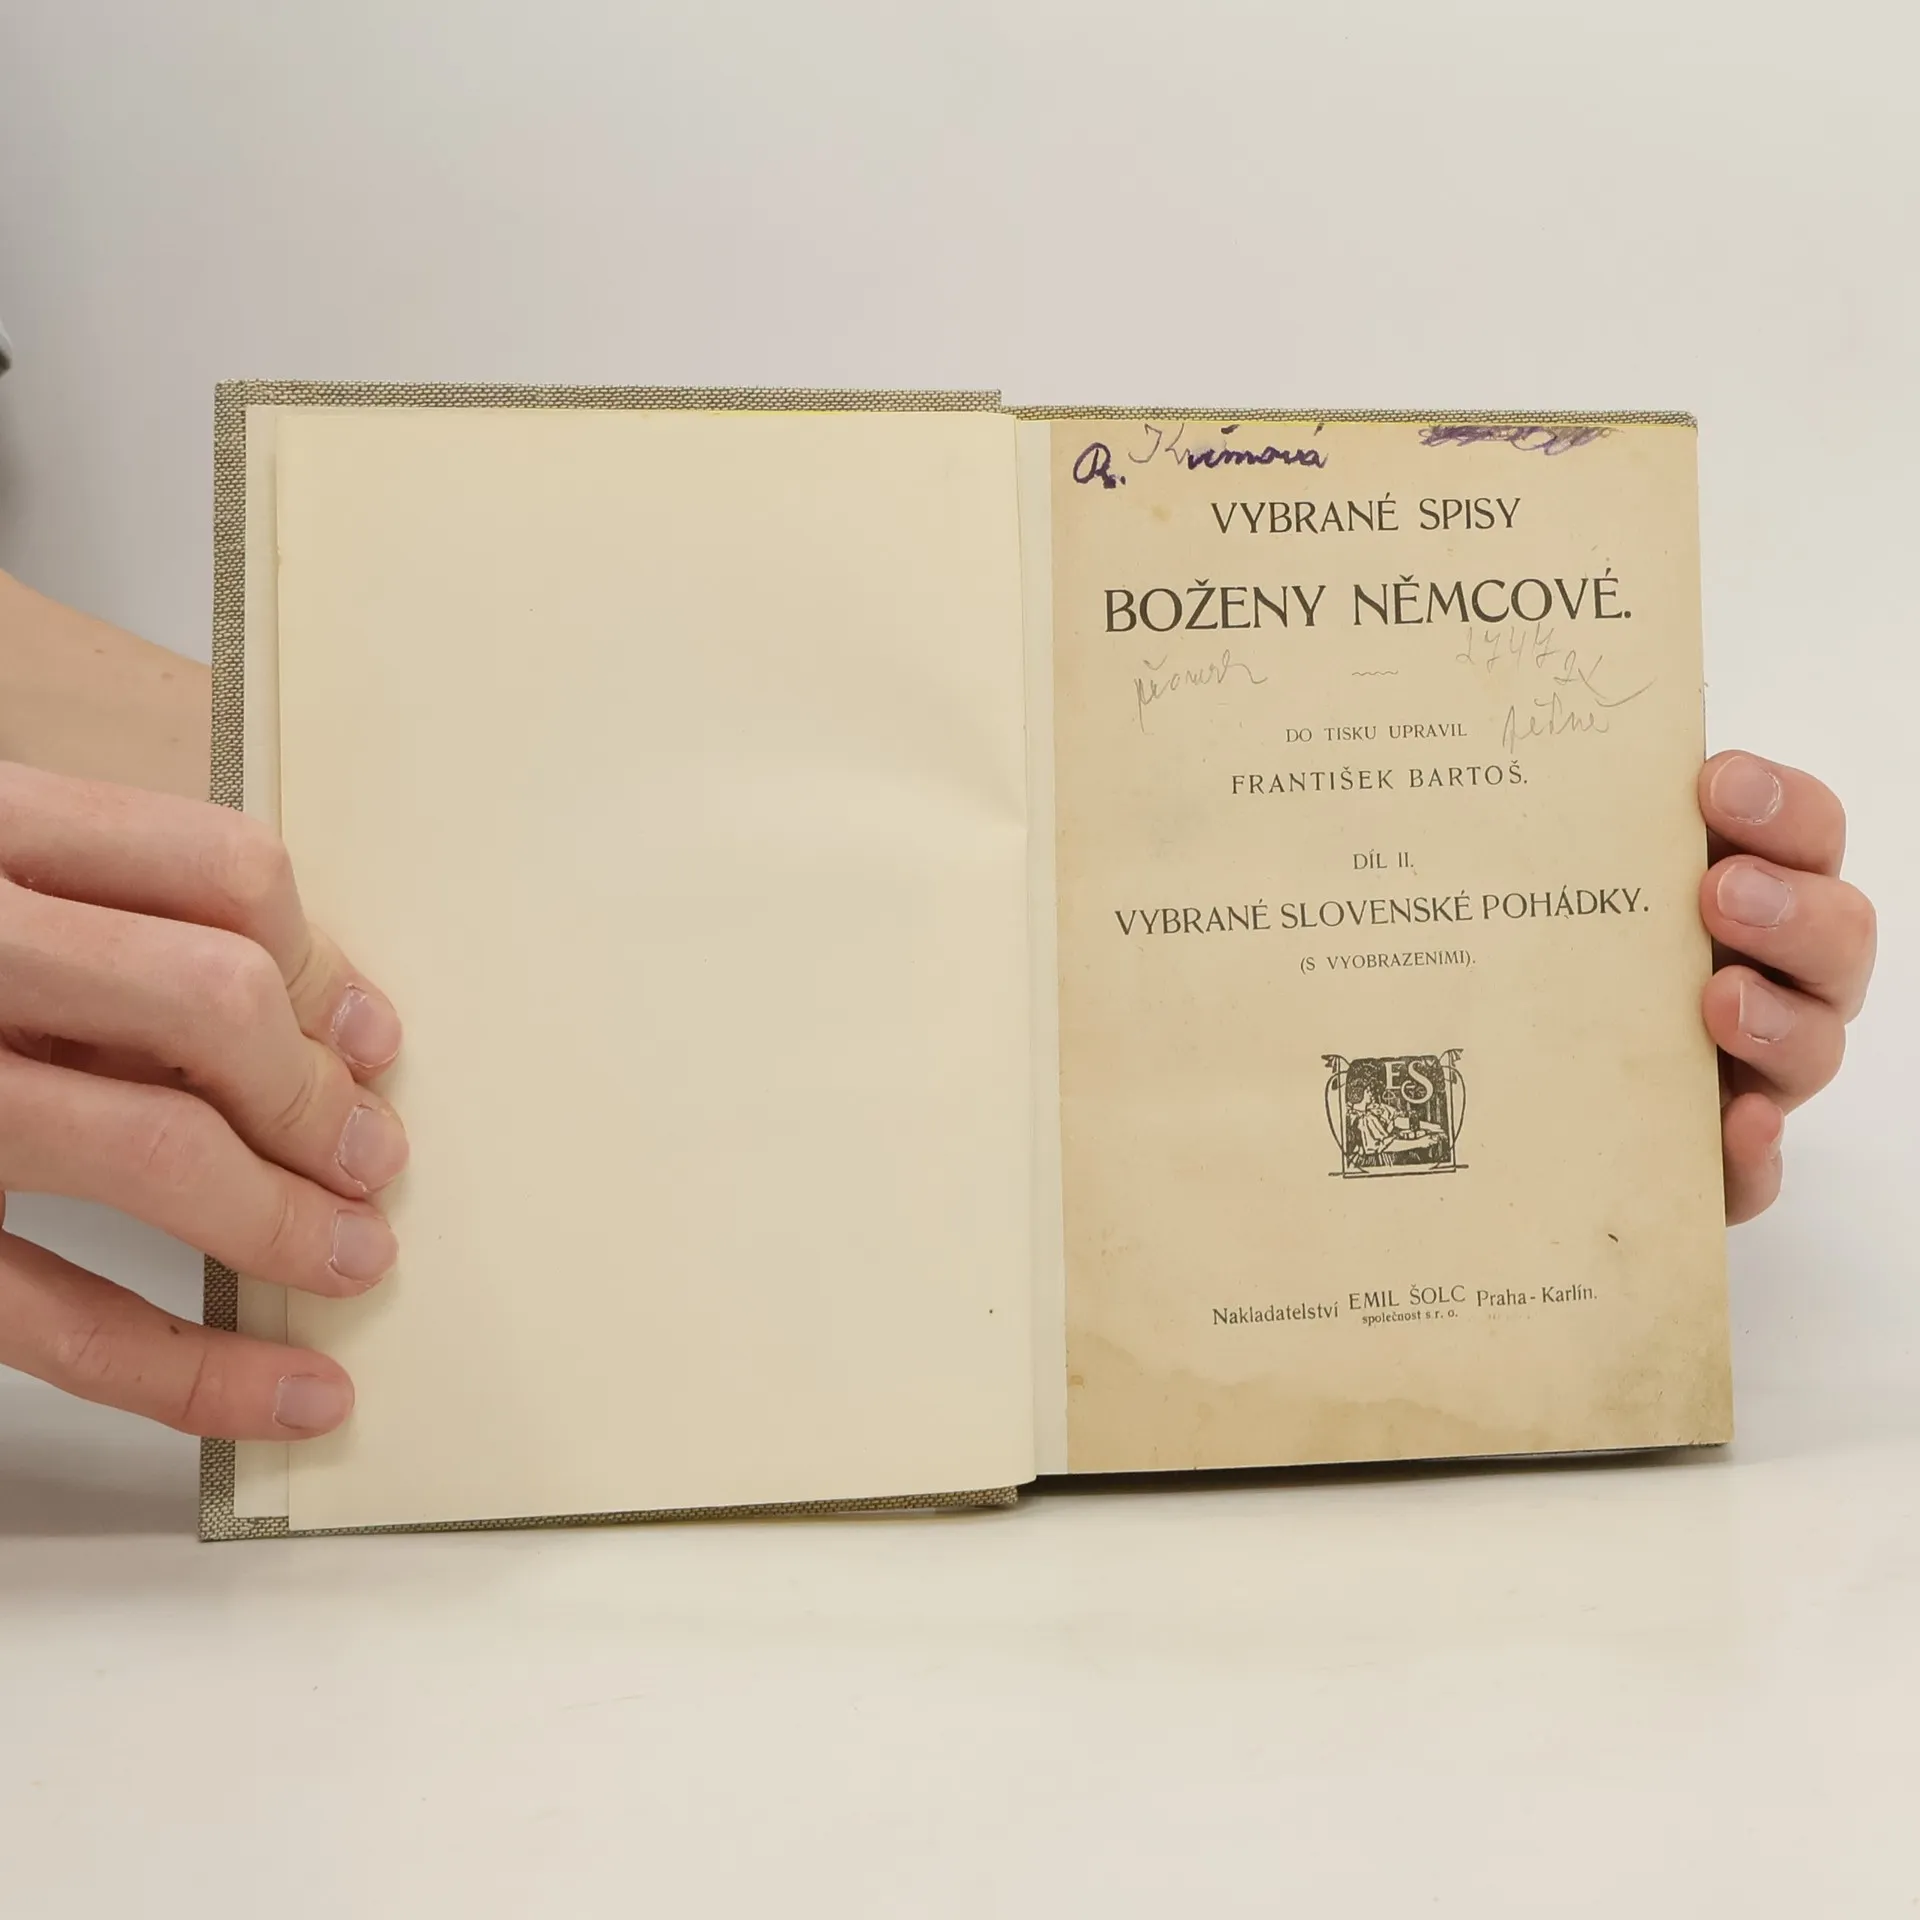 VYBRANÉ SPISY
BOŽENY NĚMCOVÉ.
2747
DO TISKU UPRAVIL
FRANTIŠEK BARTOŠ.
DÍL II.
VYBRANÉ SLOVENSKÉ POHÁDKY.
(S VYOBRAZENÍMI).
ES
Nakladatelství EMIL ŠOLC Praha-Karlín.
společnost s r. o.